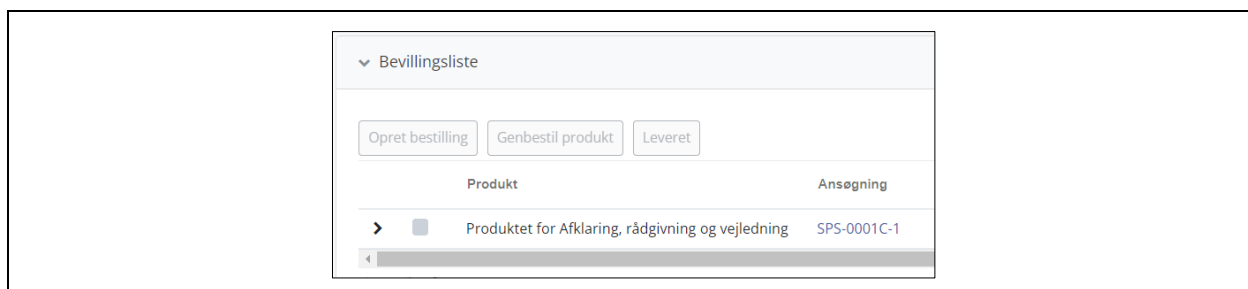 Bevillingsliste
Opret bestilling Genbestil produkt Leveret
Produkt Ansøgning
Produktet for Afklaring, rådgivning og vejledning SPS-0001C-1